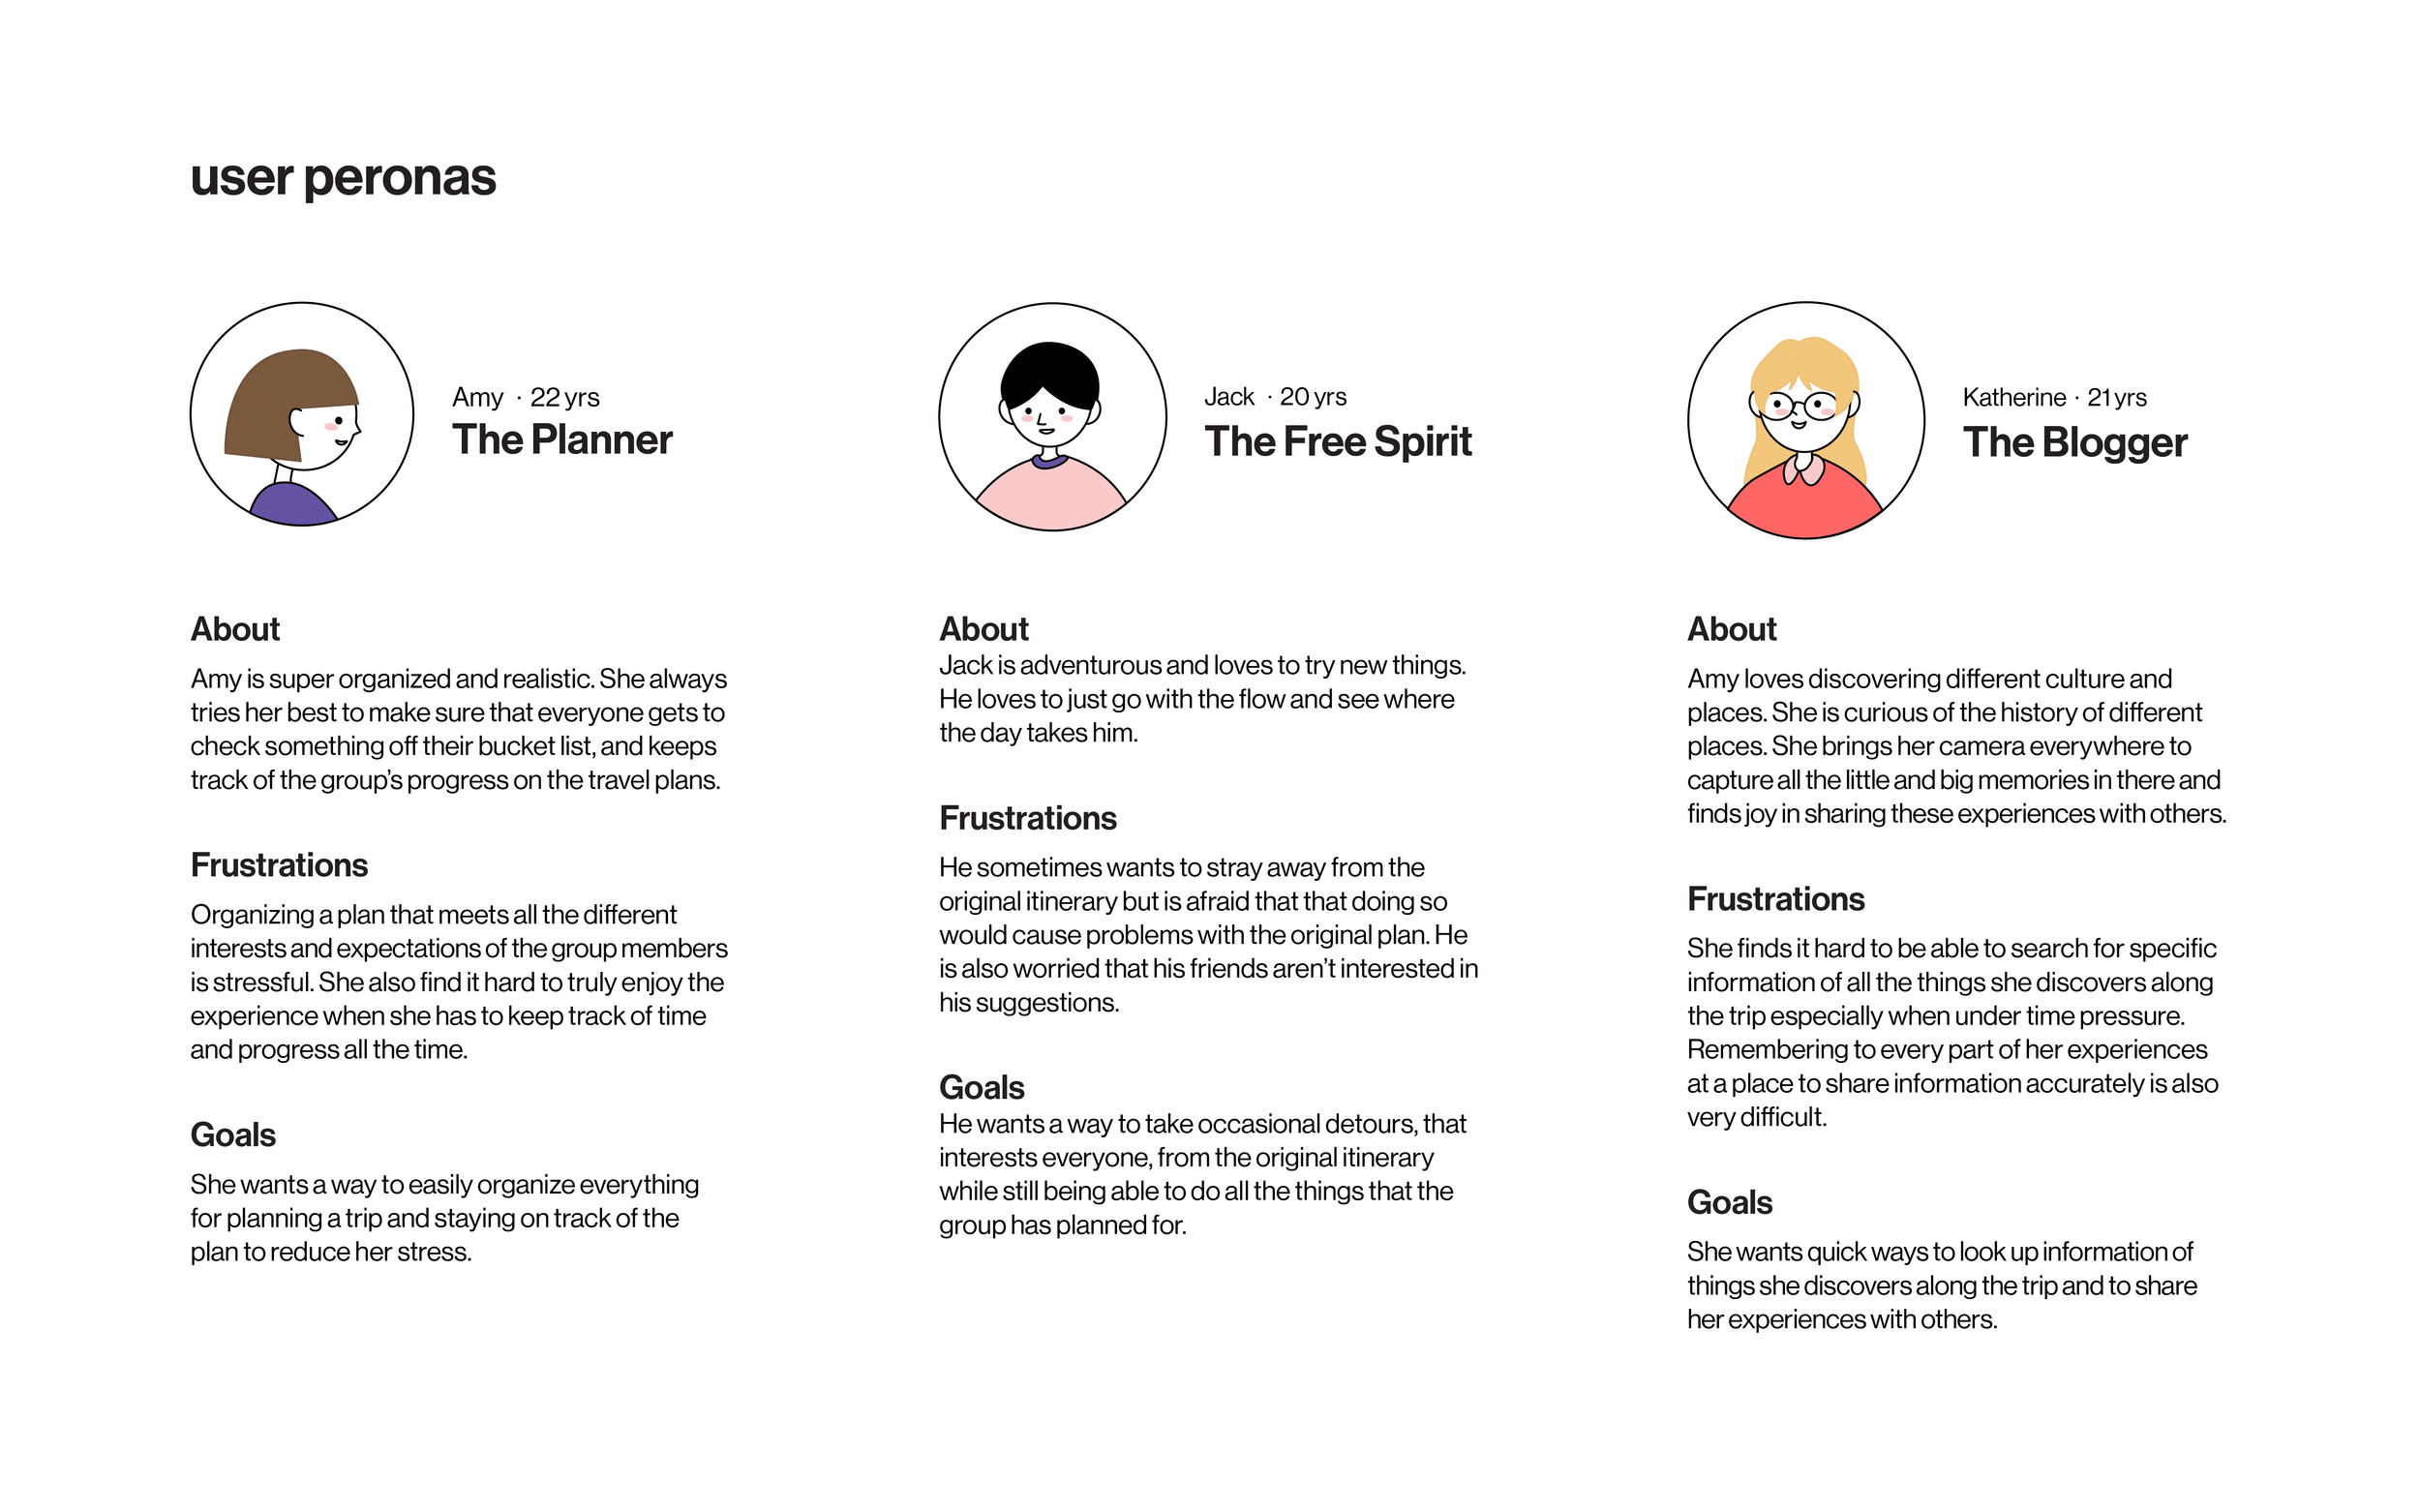 user peronas
Amy · 22 yrs
The Planner
About
Amy is super organized and realistic. She always
tries her best to make sure that everyone gets to
check something off their bucket list, and keeps
track of the group’s progress on the travel plans.
Frustrations
Organizing a plan that meets all the different
interests and expectations of the group members
is stressful. She also find it hard to truly enjoy the
experience when she has to keep track of time
and progress all the time.
Goals
She wants a way to easily organize everything
for planning a trip and staying on track of the
plan to reduce her stress.
Jack · 20 yrs
The Free Spirit
About
Jack is adventurous and loves to try new things.
He loves to just go with the flow and see where
the day takes him.
Frustrations
He sometimes wants to stray away from the
original itinerary but is afraid that that doing so
would cause problems with the original plan. He
is also worried that his friends aren’t interested in
his suggestions.
Goals
He wants a way to take occasional detours, that
interests everyone, from the original itinerary
while still being able to do all the things that the
group has planned for.
Katherine · 21 yrs
The Blogger
About
Amy loves discovering different culture and
places. She is curious of the history of different
places. She brings her camera everywhere to
capture all the little and big memories in there and
finds joy in sharing these experiences with others.
Frustrations
She finds it hard to be able to search for specific
information of all the things she discovers along
the trip especially when under time pressure.
Remembering to every part of her experiences
at a place to share information accurately is also
very difficult.
Goals
She wants quick ways to look up information of
things she discovers along the trip and to share
her experiences with others.